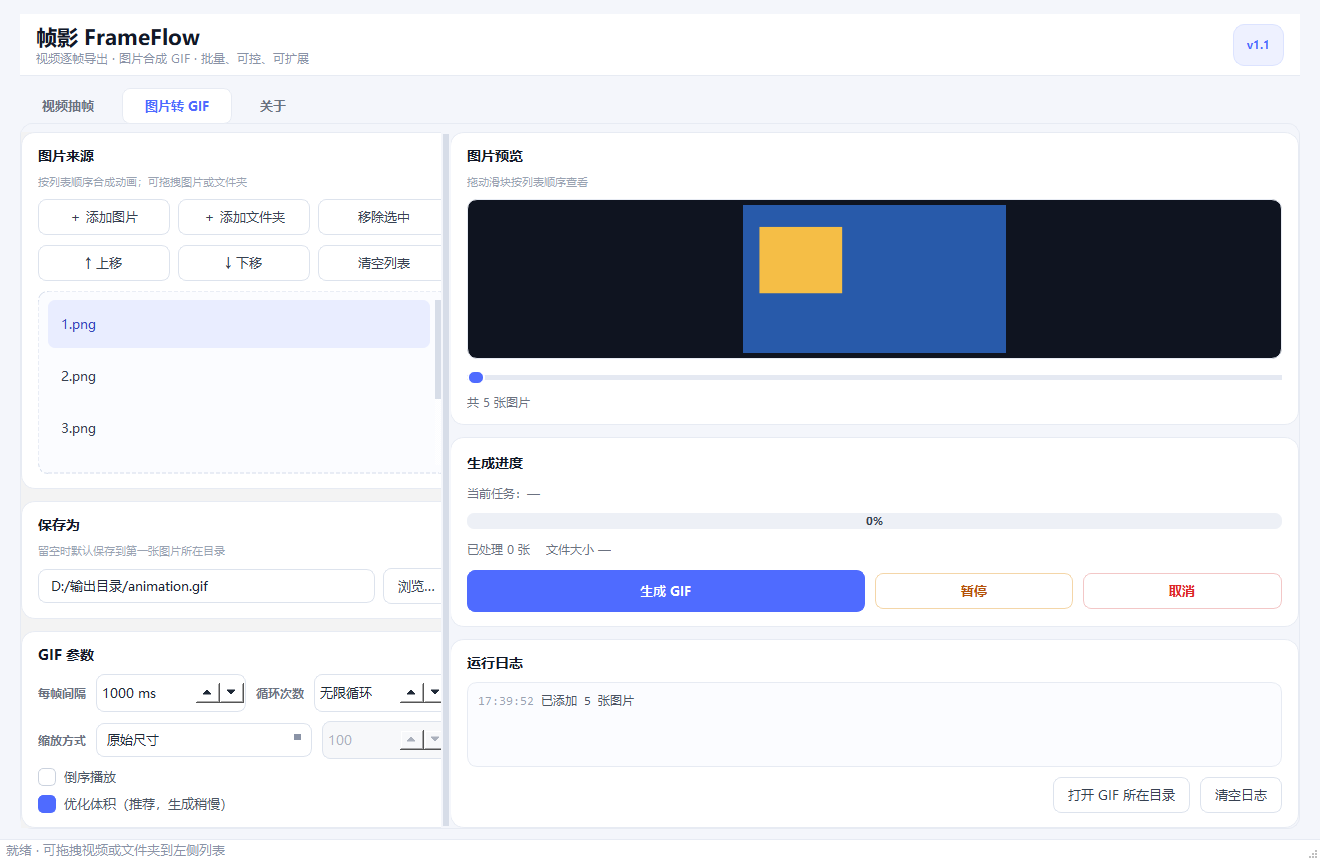 帧影 FrameFlow
视频逐帧导出 · 图片合成 GIF · 批量、可控、可扩展
v1.1
视频抽帧
图片转 GIF
关于
图片来源
按列表顺序合成动画；可拖拽图片或文件夹
+ 添加图片
+ 添加文件夹
移除选中
↑ 上移
↓ 下移
清空列表
1.png
2.png
3.png
保存为
留空时默认保存到第一张图片所在目录
D:/输出目录/animation.gif
浏览...
GIF 参数
每帧间隔
1000 ms
循环次数
无限循环
缩放方式
原始尺寸
100
倒序播放
优化体积（推荐，生成稍慢）
图片预览
拖动滑块按列表顺序查看
共 5 张图片
生成进度
当前任务：—
0%
已处理 0 张 文件大小 —
生成 GIF
暂停
取消
运行日志
17:39:52 已添加 5 张图片
打开 GIF 所在目录
清空日志
就绪 · 可拖拽视频或文件夹到左侧列表